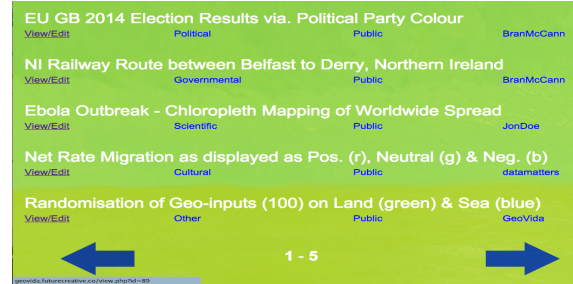 EU GB 2014 Election Results via. Political Party Colour
View/Edit Political Public BranMcCann
NI Railway Route between Belfast to Derry, Northern Ireland
View/Edit Governmental Public BranMcCann
Ebola Outbreak - Chloropleth Mapping of Worldwide Spread
View/Edit Scientific Public JonDoe
Net Rate Migration as displayed as Pos. (r), Neutral (g) & Neg. (b)
View/Edit Cultural Public datamatters
Randomisation of Geo-inputs (100) on Land (green) & Sea (blue)
View/Edit Other Public GeoVida
1 - 5
geovida.futurecreative.co/view.php?id=89